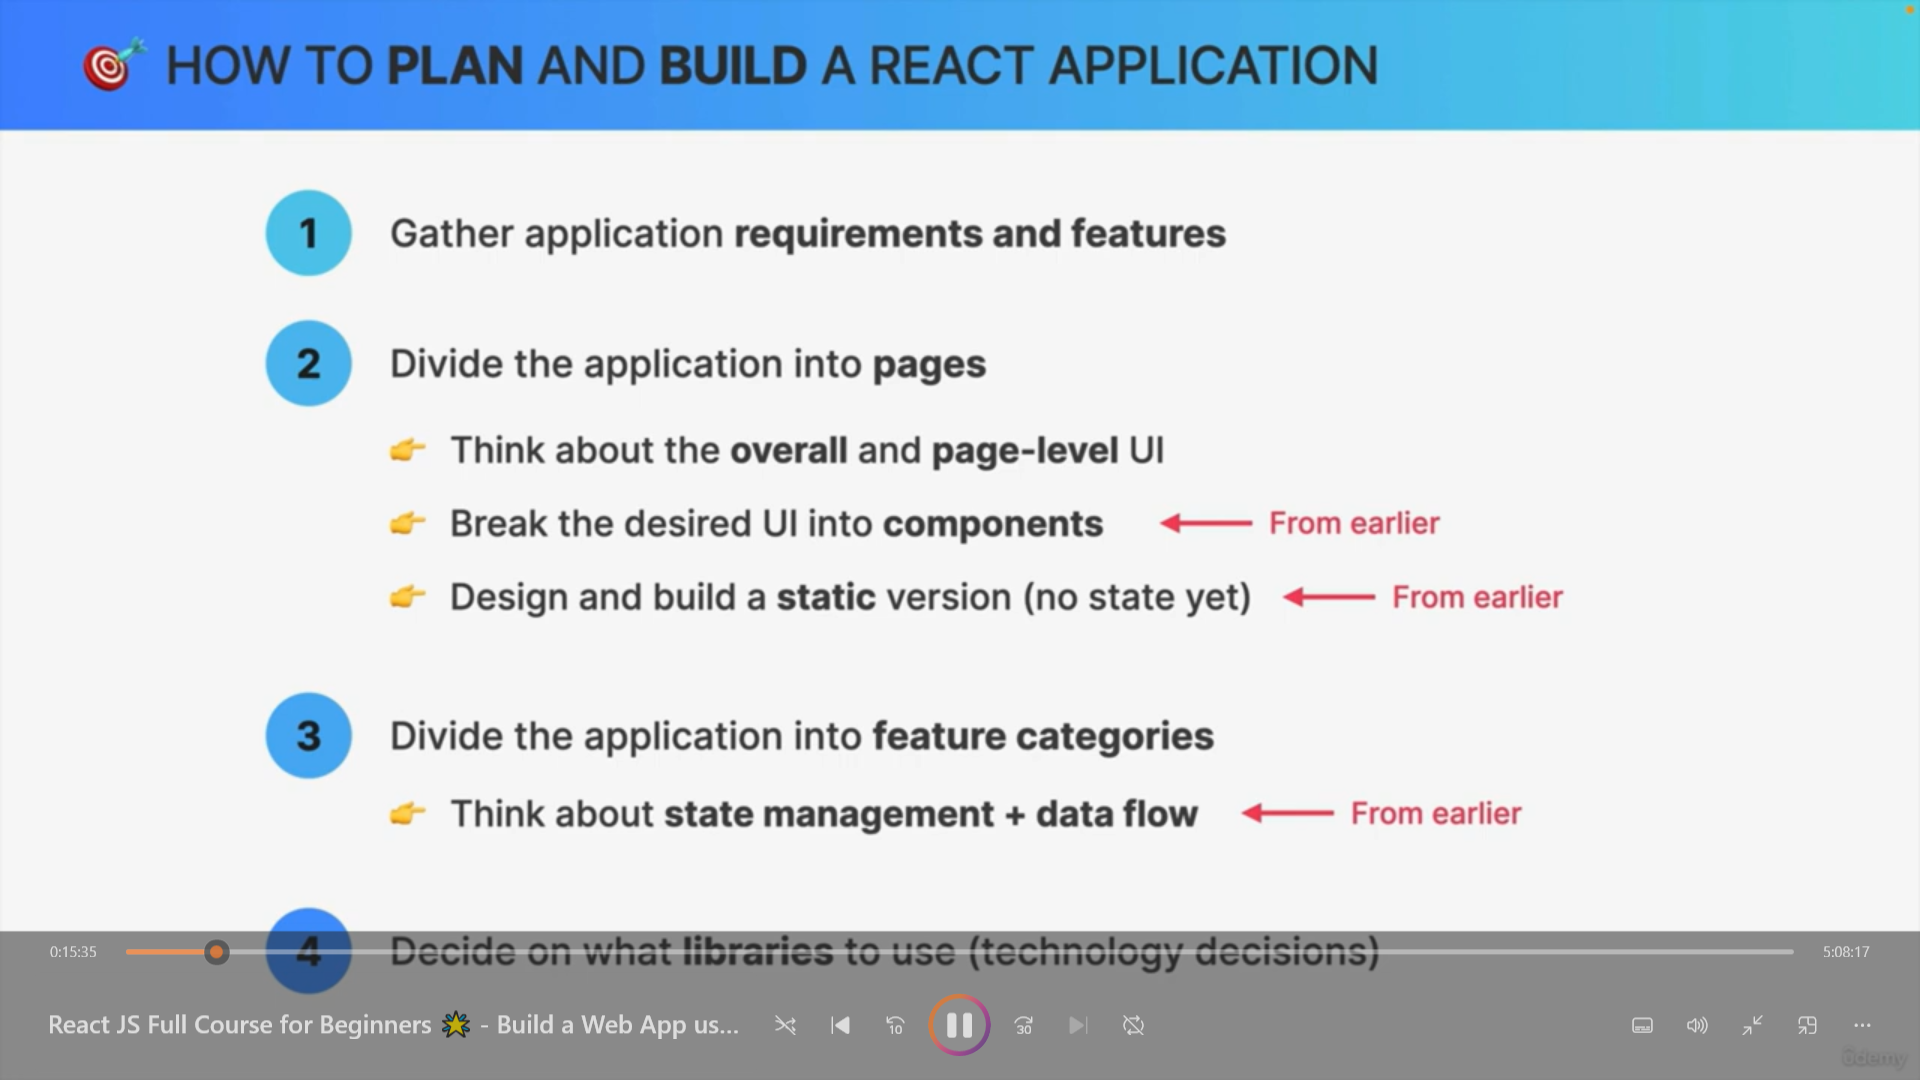 HOW TO PLAN AND BUILD A REACT APPLICATION
1 Gather application requirements and features
2 Divide the application into pages
Think about the overall and page-level UI
Break the desired UI into components From earlier
Design and build a static version (no state yet) From earlier
3 Divide the application into feature categories
Think about state management + data flow From earlier
4 Decide on what libraries to use (technology decisions)
0:15:35 5:08:17
React JS Full Course for Beginners 🌟 - Build a Web App us...
10 30
ûdemy